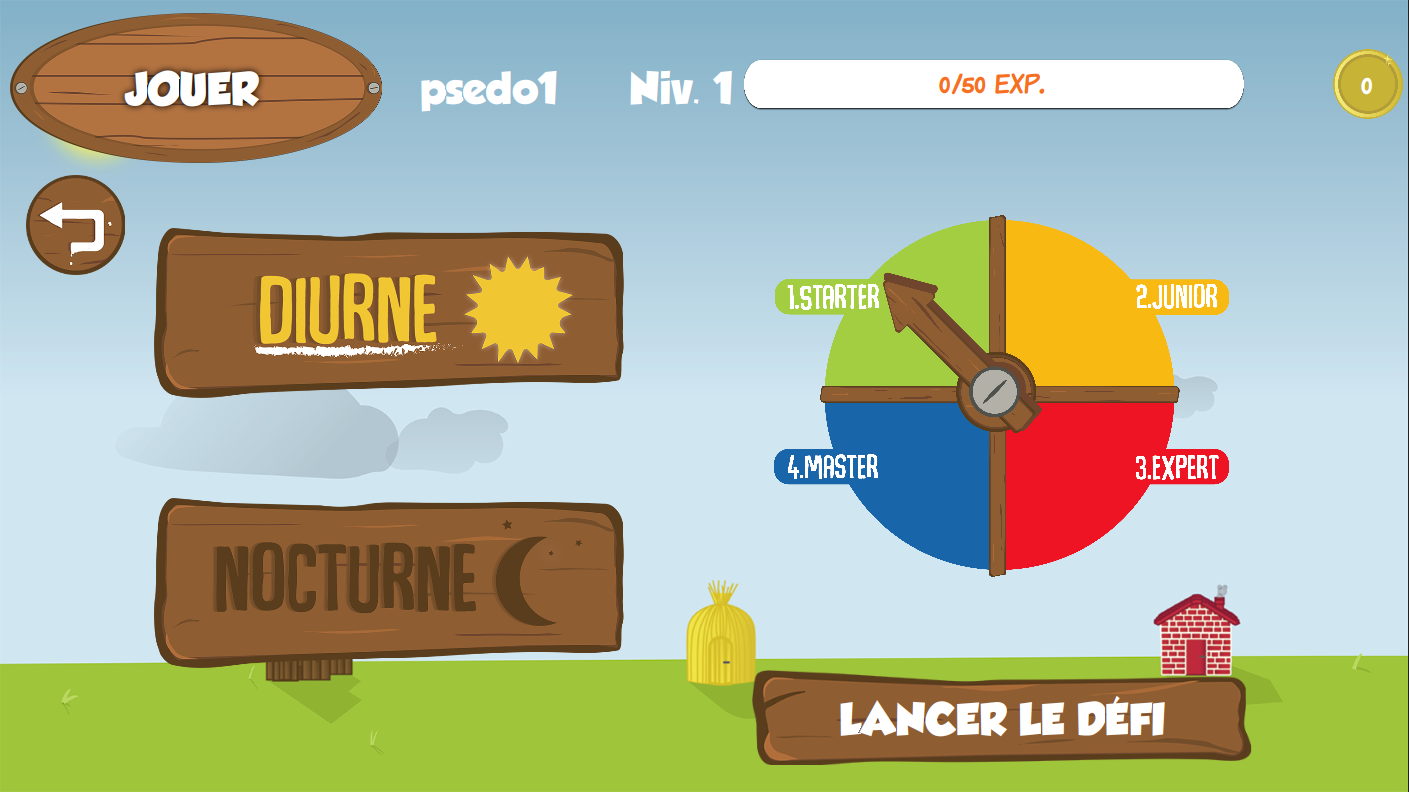 JOUER
psedo1
Niv. 1
0/50 EXP.
0
DIURNE
1.STARTER
2.JUNIOR
4.MASTER
3.EXPERT
NOCTURNE
LANCER LE DÉFI